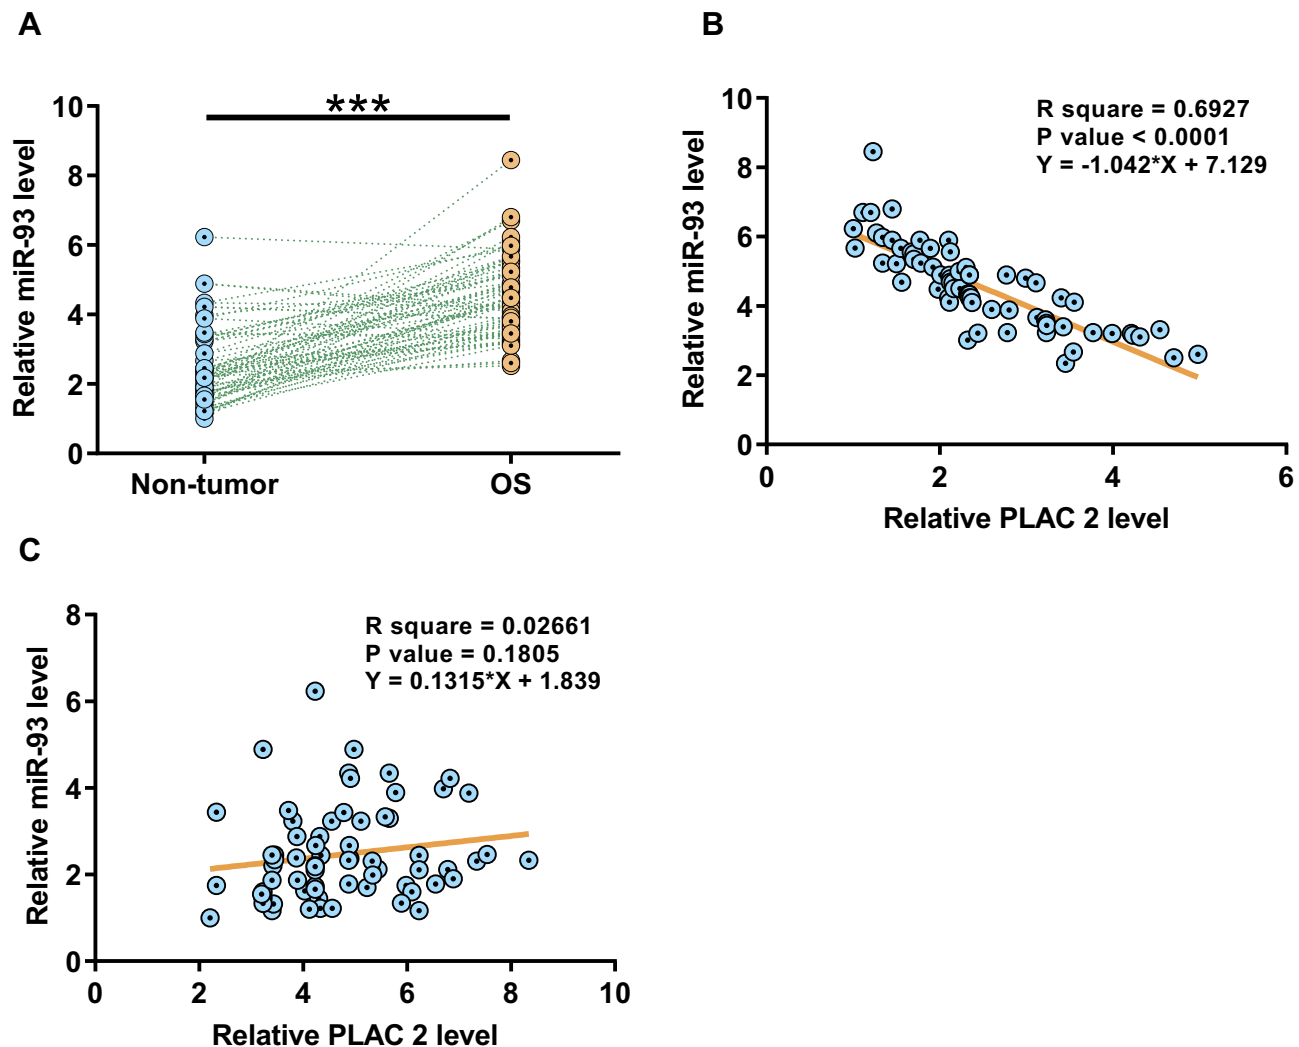 A
10
8
6
4
2
0
Relative miR-93 level
***
Non-tumor
OS
B
10
8
6
4
2
0
Relative miR-93 level
R square = 0.6927
P value < 0.0001
Y = -1.042*X + 7.129
0 2 4 6
Relative PLAC 2 level
C
8
6
4
2
0
Relative miR-93 level
R square = 0.02661
P value = 0.1805
Y = 0.1315*X + 1.839
0 2 4 6 8 10
Relative PLAC 2 level